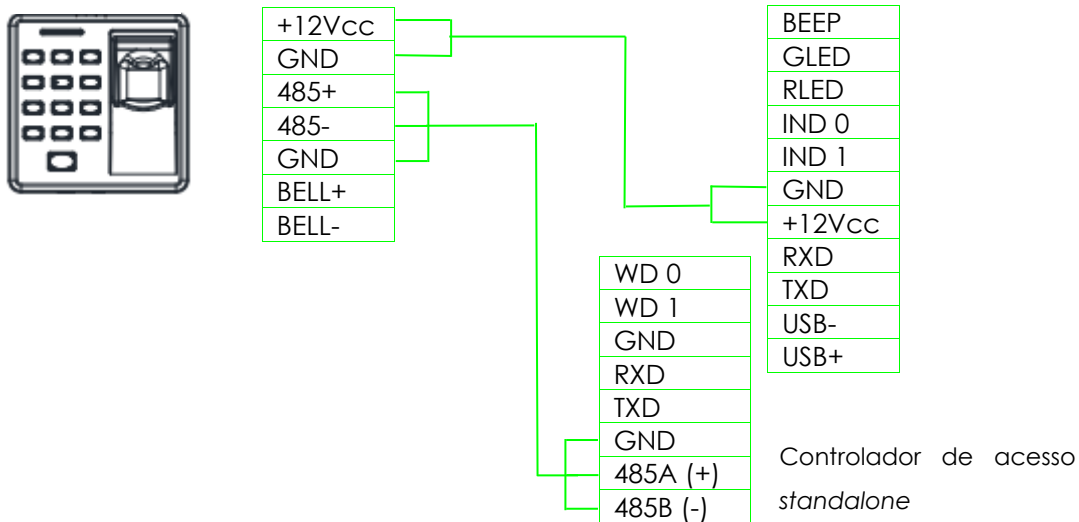 +12Vcc
GND
485+
485-
GND
BELL+
BELL-
BEEP
GLED
RLED
IND 0
IND 1
GND
+12Vcc
RXD
TXD
USB-
USB+
WD 0
WD 1
GND
RXD
TXD
GND
485A (+)
485B (-)
Controlador de acesso
standalone